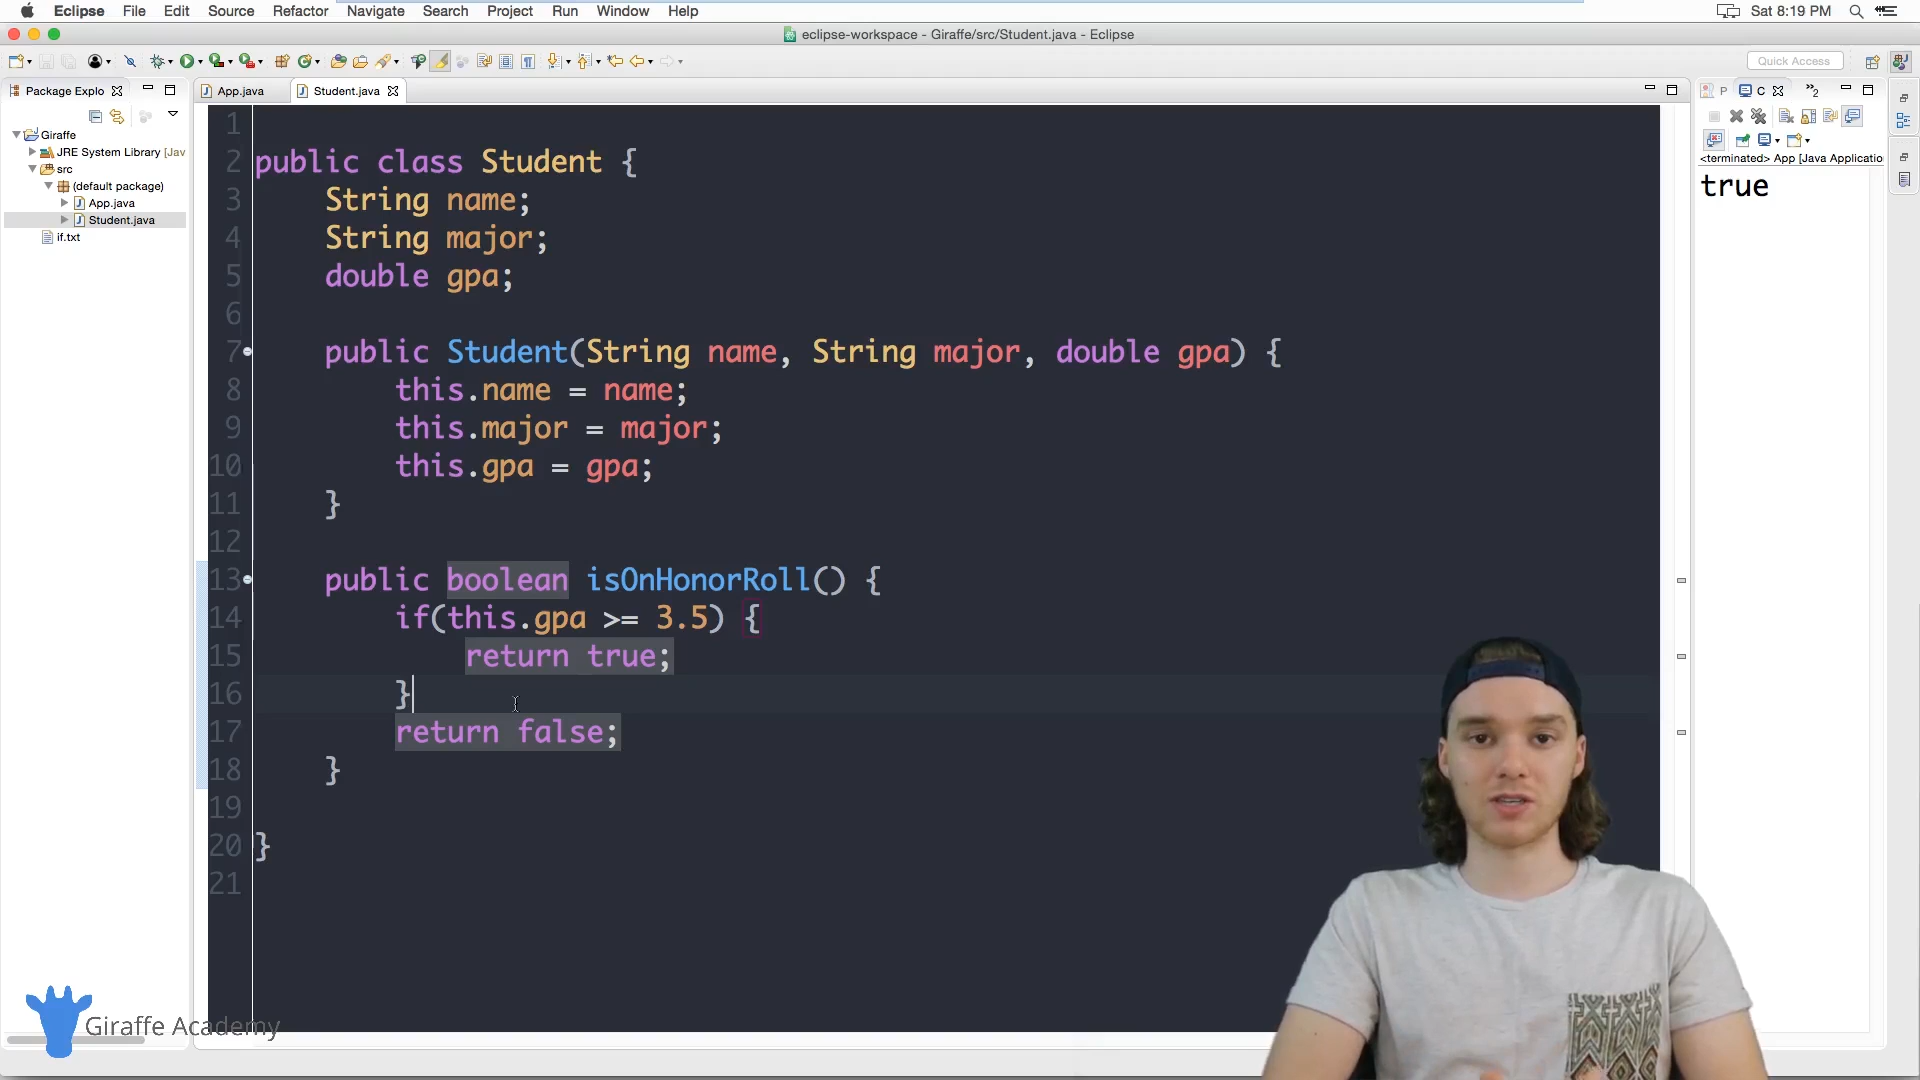 Eclipse File Edit Source Refactor Navigate Search Project Run Window Help Sat 8:19 PM
eclipse-workspace - Giraffe/src/Student.java - Eclipse
Quick Access
Package Explo
App.java Student.java
P C »2
Giraffe
JRE System Library [Jav
src
(default package)
App.java
Student.java
if.txt
<terminated> App [Java Applicatio
true
1
2 public class Student {
3 String name;
4 String major;
5 double gpa;
6
7 public Student(String name, String major, double gpa) {
8 this.name = name;
9 this.major = major;
10 this.gpa = gpa;
11 }
12
13 public boolean isOnHonorRoll() {
14 if(this.gpa >= 3.5) {
15 return true;
16 }
17 return false;
18 }
19
20 }
21
Giraffe Academy